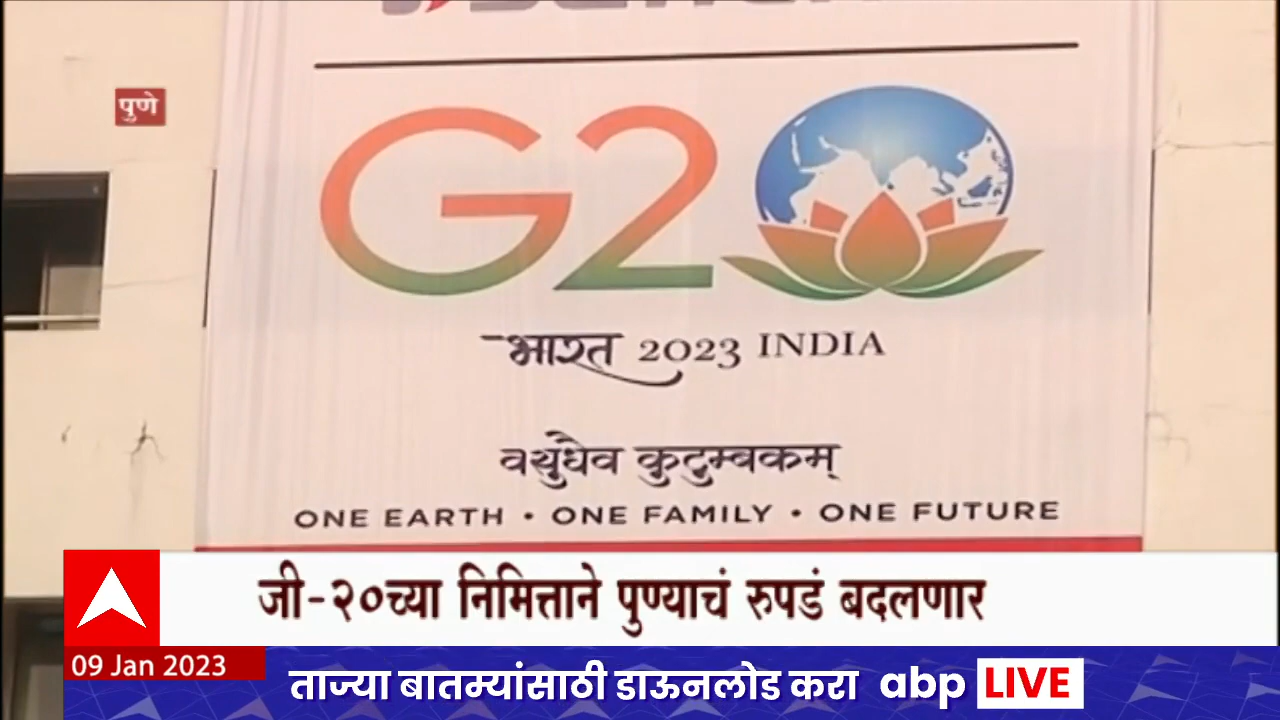 पुणे
G20
भारत 2023 INDIA
वसुधैव कुटुम्बकम्
ONE EARTH • ONE FAMILY • ONE FUTURE
जी-२०च्या निमित्ताने पुण्याचं रुपडं बदलणार
09 Jan 2023
ताज्या बातम्यांसाठी डाऊनलोड करा abp LIVE